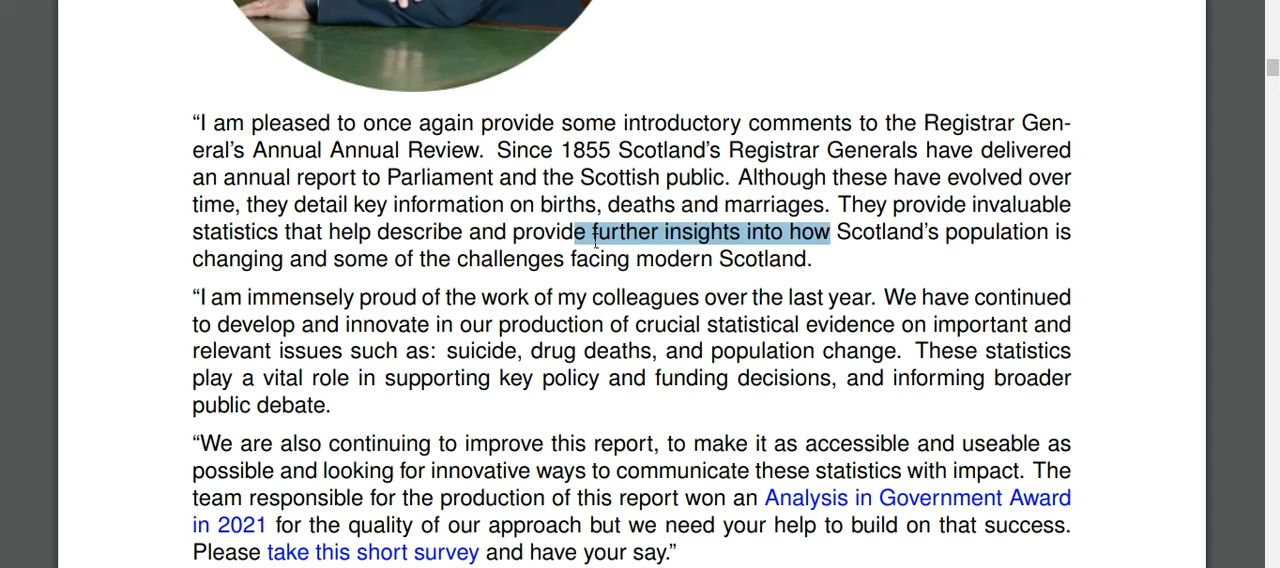 “I am pleased to once again provide some introductory comments to the Registrar Gen-
eral’s Annual Annual Review. Since 1855 Scotland’s Registrar Generals have delivered
an annual report to Parliament and the Scottish public. Although these have evolved over
time, they detail key information on births, deaths and marriages. They provide invaluable
statistics that help describe and provide further insights into how Scotland’s population is
changing and some of the challenges facing modern Scotland.
“I am immensely proud of the work of my colleagues over the last year. We have continued
to develop and innovate in our production of crucial statistical evidence on important and
relevant issues such as: suicide, drug deaths, and population change. These statistics
play a vital role in supporting key policy and funding decisions, and informing broader
public debate.
“We are also continuing to improve this report, to make it as accessible and useable as
possible and looking for innovative ways to communicate these statistics with impact. The
team responsible for the production of this report won an Analysis in Government Award
in 2021 for the quality of our approach but we need your help to build on that success.
Please take this short survey and have your say.”